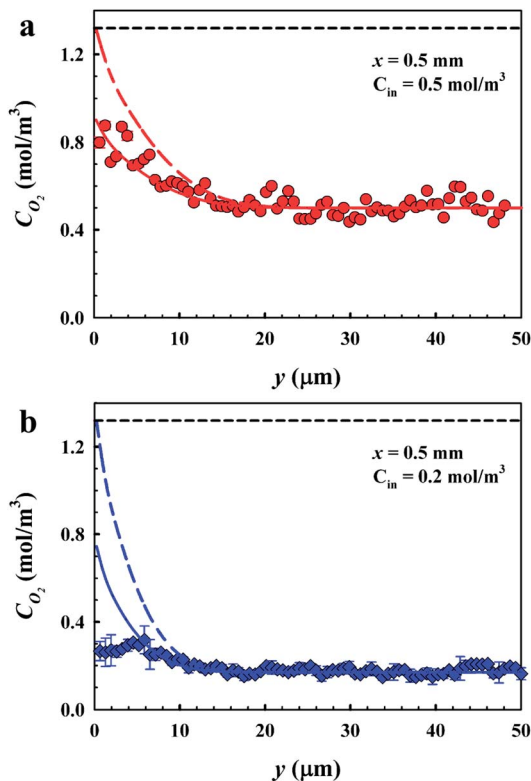 a
x = 0.5 mm
C_in = 0.5 mol/m³
C_O₂ (mol/m³)
1.2
0.8
0.4
0.0
0 10 20 30 40 50
y (μm)
b
x = 0.5 mm
C_in = 0.2 mol/m³
C_O₂ (mol/m³)
1.2
0.8
0.4
0.0
0 10 20 30 40 50
y (μm)